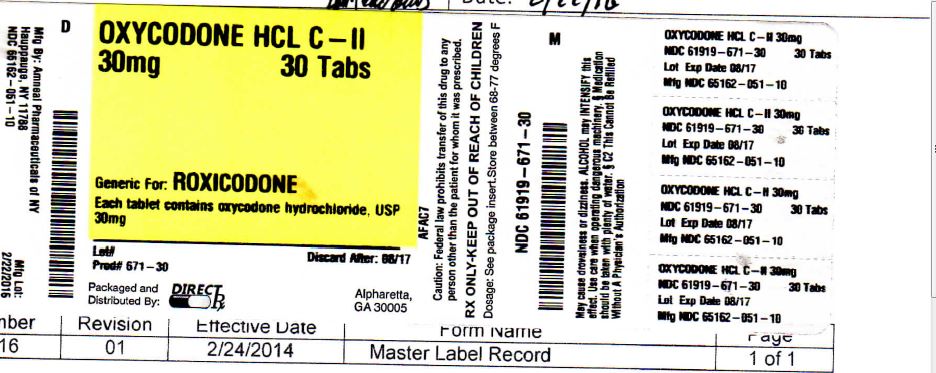 Date: 2/22/16
Mfg By: Amneal Pharmaceuticals of NY
Hauppauge, NY 11788
NDC 65162-051-10
Mfg Lot:
2/22/2016
D
OXYCODONE HCL C-II
30mg 30 Tabs
Generic For: ROXICODONE
Each tablet contains oxycodone hydrochloride, USP
30mg
Lot#
Prod# 671-30
Discard After: 08/17
Packaged and
Distributed By:
DIRECT Rx
Alpharetta,
GA 30005
AFAC7
Caution: Federal law prohibits transfer of this drug to any
person other than the patient for whom it was prescribed.
RX ONLY-KEEP OUT OF REACH OF CHILDREN
Dosage: See package insert.Store between 68-77 degrees F
NDC 61919-671-30
M
May cause drowsiness or dizziness. ALCOHOL may INTENSIFY this
effect. Use care when operating dangerous machinery. § Medication
should be taken with plenty of water. § C2 This Cannot Be Refilled
Without A Physician's Authorization
OXYCODONE HCL C-II 30mg
NDC 61919-671-30 30 Tabs
Lot Exp Date 08/17
Mfg NDC 65162-051-10
OXYCODONE HCL C-II 30mg
NDC 61919-671-30 30 Tabs
Lot Exp Date 08/17
Mfg NDC 65162-051-10
OXYCODONE HCL C-II 30mg
NDC 61919-671-30 30 Tabs
Lot Exp Date 08/17
Mfg NDC 65162-051-10
OXYCODONE HCL C-II 30mg
NDC 61919-671-30 30 Tabs
Lot Exp Date 08/17
Mfg NDC 65162-051-10
mber Revision Effective Date Form Name Page
16 01 2/24/2014 Master Label Record 1 of 1